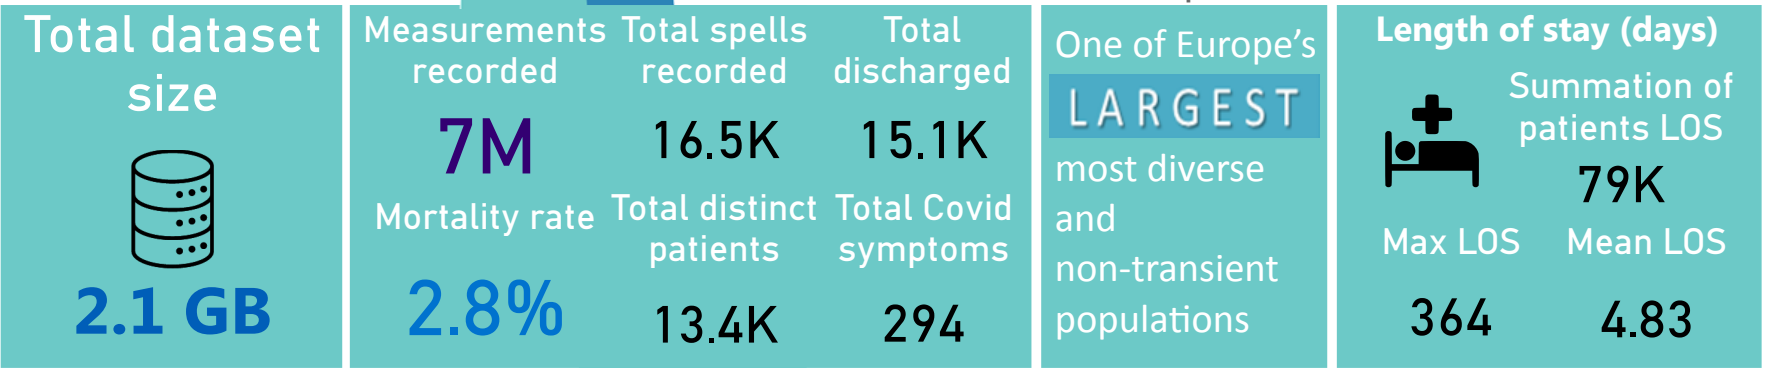 Total dataset
size
2.1 GB
Measurements
recorded
7M
Total spells
recorded
16.5K
Total
discharged
15.1K
Mortality rate
2.8%
Total distinct
patients
13.4K
Total Covid
symptoms
294
One of Europe's
LARGEST
most diverse
and
non-transient
populations
Length of stay (days)
Summation of
patients LOS
79K
Max LOS
364
Mean LOS
4.83